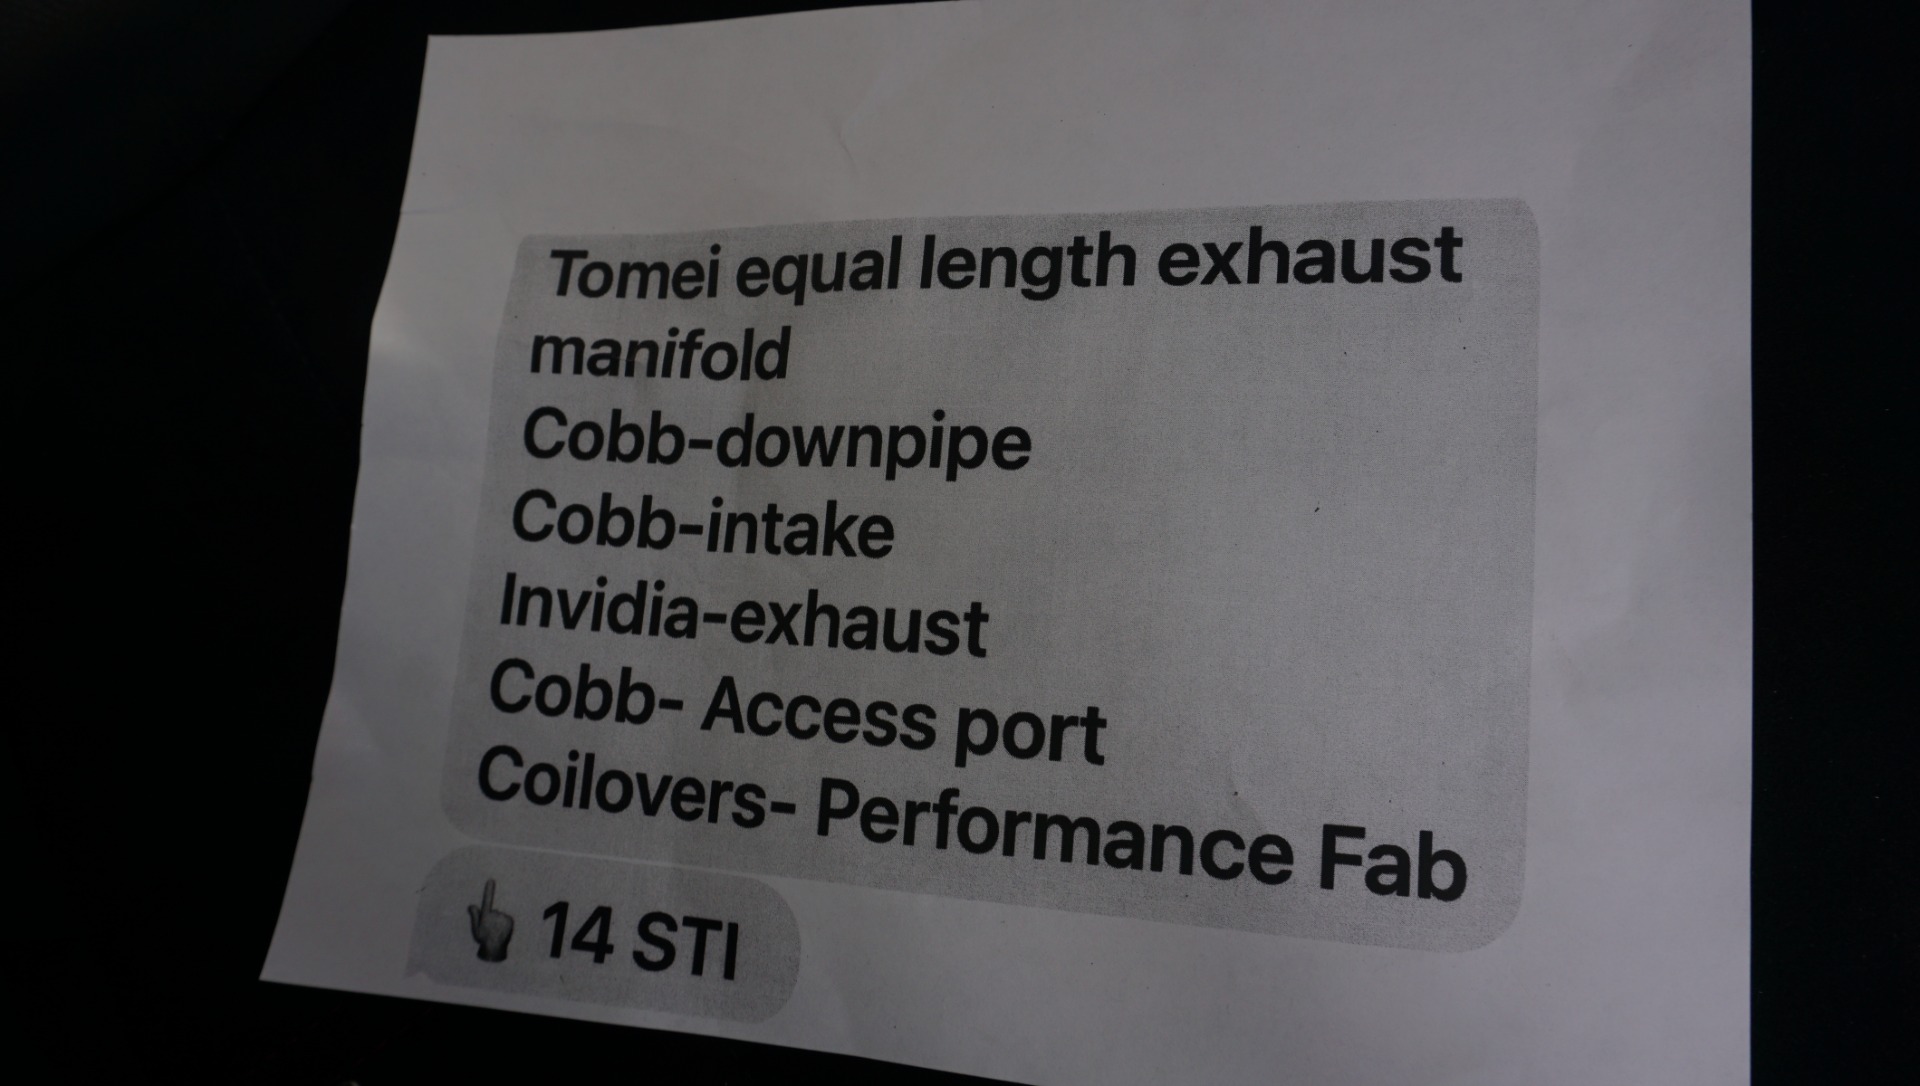 Tomei equal length exhaust
manifold
Cobb-downpipe
Cobb-intake
Invidia-exhaust
Cobb- Access port
Coilovers- Performance Fab
👆 14 STI